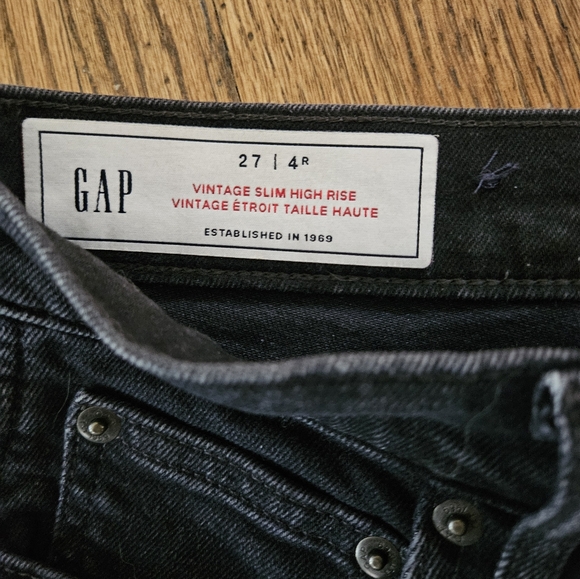 GAP
27 | 4R
VINTAGE SLIM HIGH RISE
VINTAGE ÉTROIT TAILLE HAUTE
ESTABLISHED IN 1969